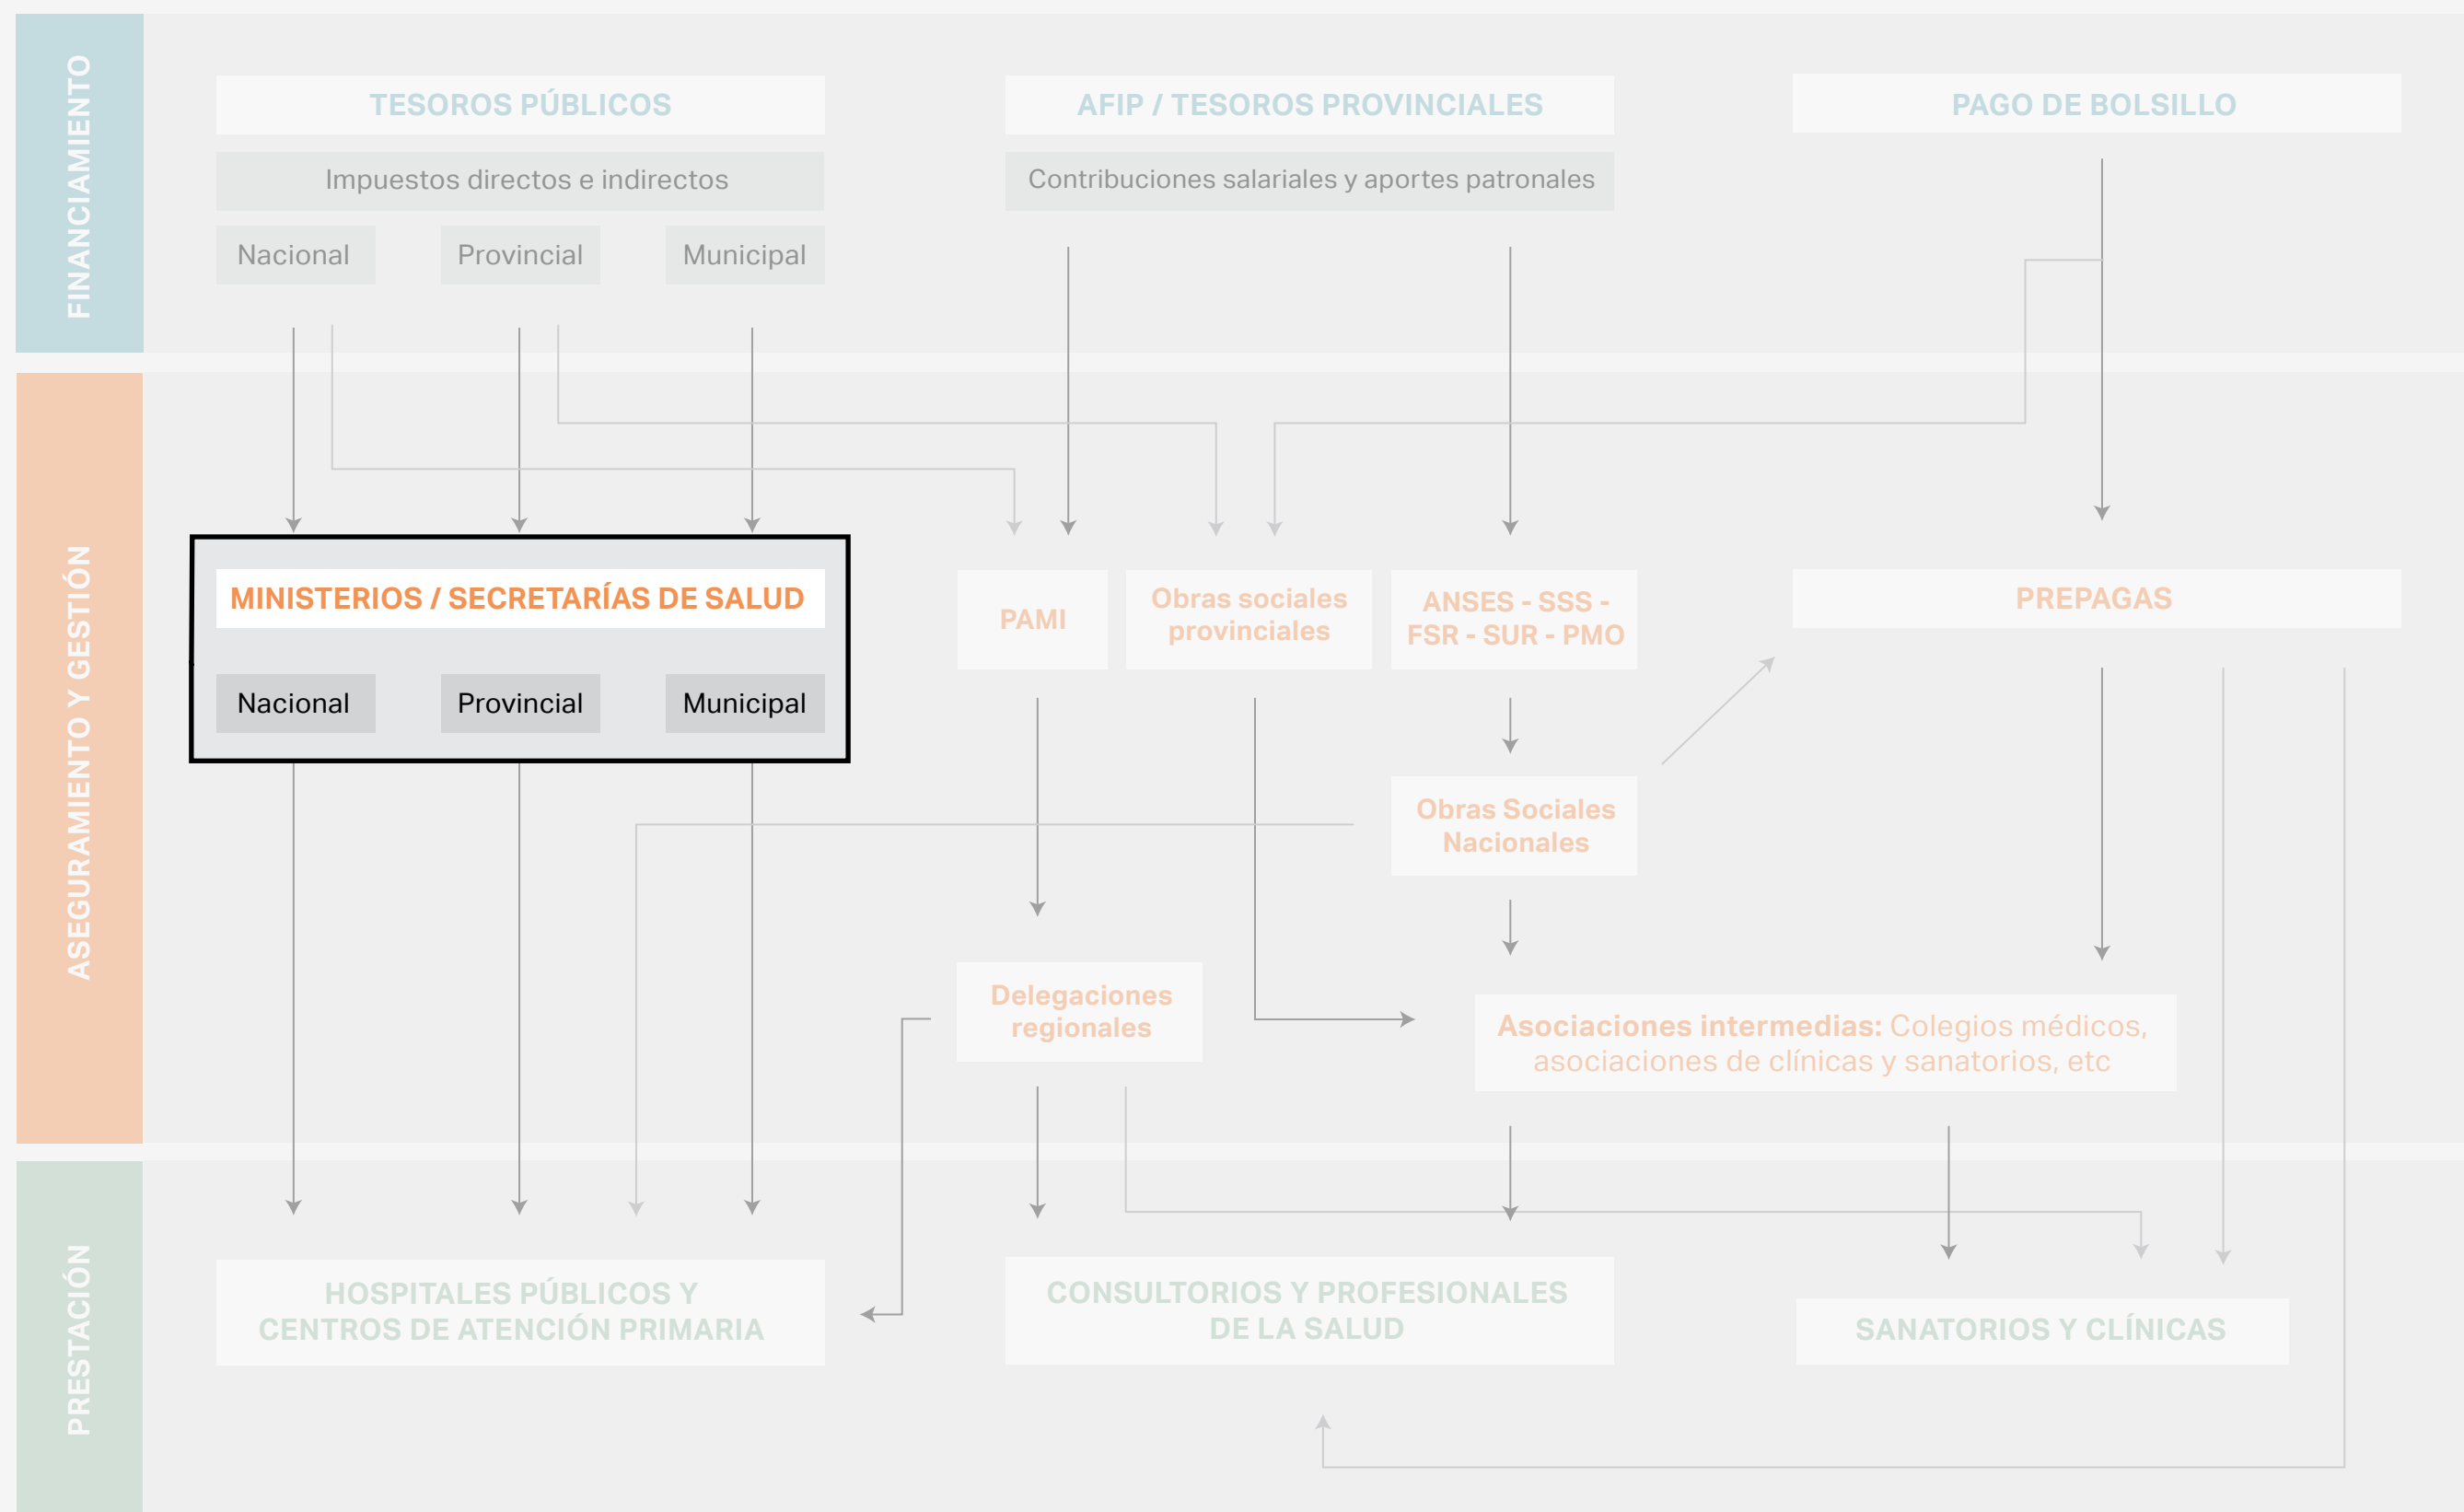 FINANCIAMIENTO
TESOROS PÚBLICOS
Impuestos directos e indirectos
Nacional
Provincial
Municipal
AFIP / TESOROS PROVINCIALES
Contribuciones salariales y aportes patronales
PAGO DE BOLSILLO
ASEGURAMIENTO Y GESTIÓN
MINISTERIOS / SECRETARÍAS DE SALUD
Nacional
Provincial
Municipal
PAMI
Obras sociales
provinciales
ANSES - SSS -
FSR - SUR - PMO
PREPAGAS
Obras Sociales
Nacionales
Delegaciones
regionales
Asociaciones intermedias: Colegios médicos,
asociaciones de clínicas y sanatorios, etc
PRESTACIÓN
HOSPITALES PÚBLICOS Y
CENTROS DE ATENCIÓN PRIMARIA
CONSULTORIOS Y PROFESIONALES
DE LA SALUD
SANATORIOS Y CLÍNICAS